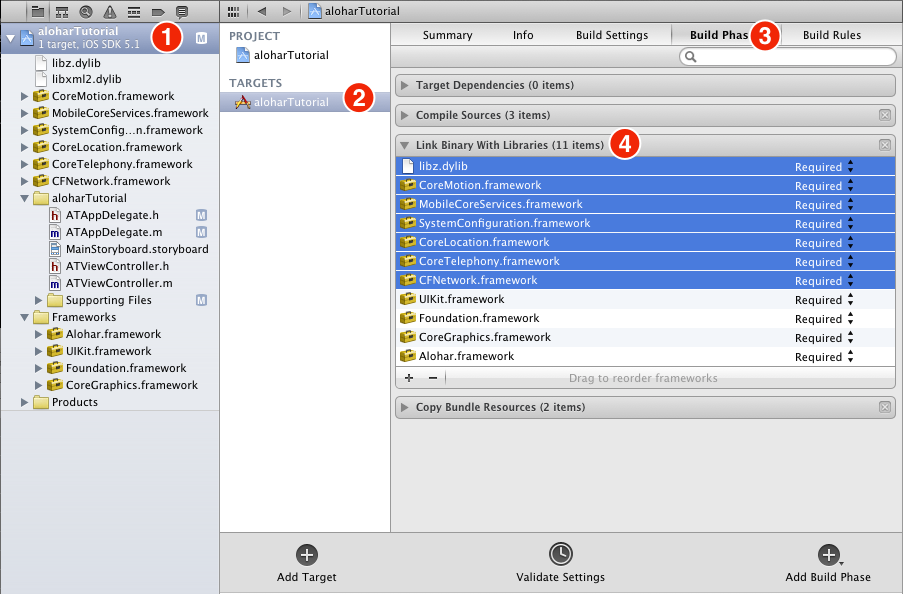 aloharTutorial
aloharTutorial
1 target, iOS SDK 5.1
1
M
libz.dylib
libxml2.dylib
CoreMotion.framework
MobileCoreServices.framework
SystemConfig...n.framework
CoreLocation.framework
CoreTelephony.framework
CFNetwork.framework
aloharTutorial
h ATAppDelegate.h M
m ATAppDelegate.m M
MainStoryboard.storyboard
h ATViewController.h
m ATViewController.m
Supporting Files M
Frameworks
Alohar.framework
UIKit.framework
Foundation.framework
CoreGraphics.framework
Products
PROJECT
aloharTutorial
TARGETS
aloharTutorial
2
Summary Info Build Settings Build Phas 3 Build Rules
Target Dependencies (0 items)
Compile Sources (3 items)
Link Binary With Libraries (11 items) 4
libz.dylib Required
CoreMotion.framework Required
MobileCoreServices.framework Required
SystemConfiguration.framework Required
CoreLocation.framework Required
CoreTelephony.framework Required
CFNetwork.framework Required
UIKit.framework Required
Foundation.framework Required
CoreGraphics.framework Required
Alohar.framework Required
+ − Drag to reorder frameworks
Copy Bundle Resources (2 items)
Add Target Validate Settings Add Build Phase